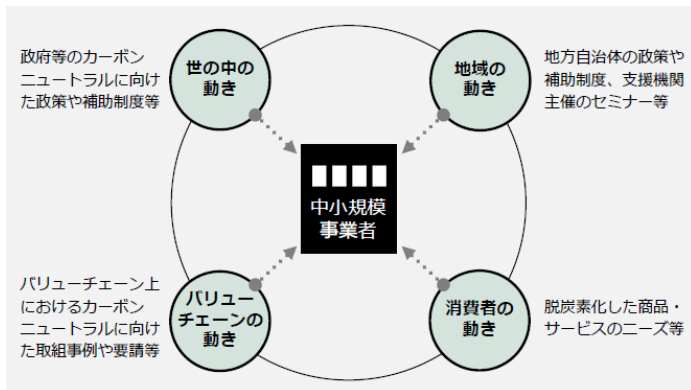 政府等のカーボン
ニュートラルに向け
た政策や補助制度等
世の中の
動き
地域の
動き
地方自治体の政策や
補助制度、支援機関
主催のセミナー等
中小規模
事業者
バリューチェーン上
におけるカーボン
ニュートラルに向け
た取組事例や要請等
バリュー
チェーンの
動き
消費者の
動き
脱炭素化した商品・
サービスのニーズ等